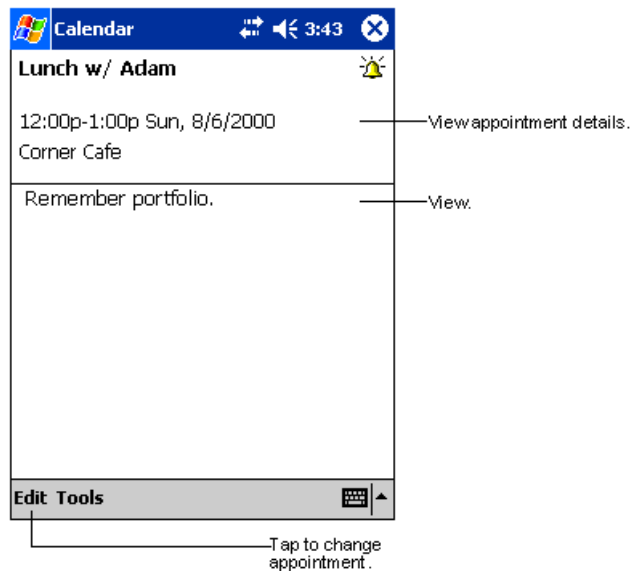 Calendar 3:43
Lunch w/ Adam
12:00p-1:00p Sun, 8/6/2000
View appointment details.
Corner Cafe
Remember portfolio.
View.
Edit Tools
Tap to change
appointment.